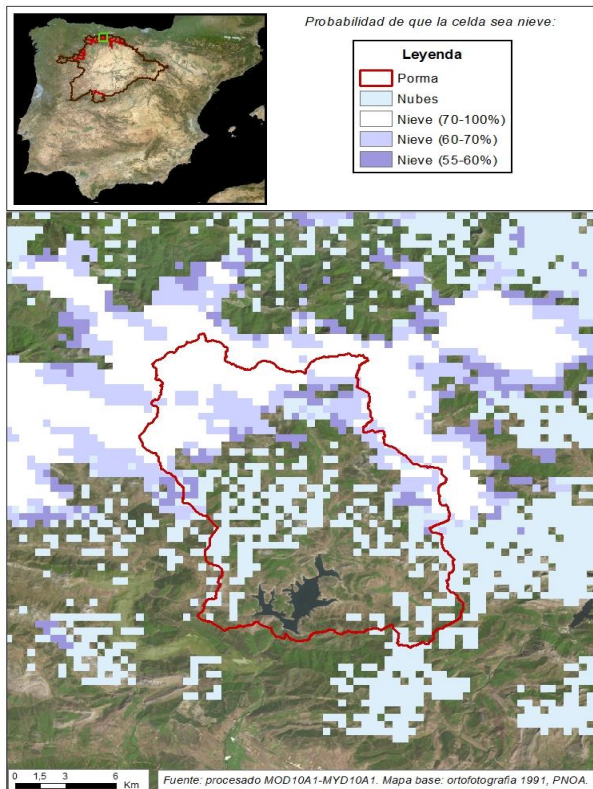 Probabilidad de que la celda sea nieve:
Leyenda
Porma
Nubes
Nieve (70-100%)
Nieve (60-70%)
Nieve (55-60%)
0 1,5 3 6
Km
Fuente: procesado MOD10A1-MYD10A1. Mapa base: ortofotografia 1991, PNOA.